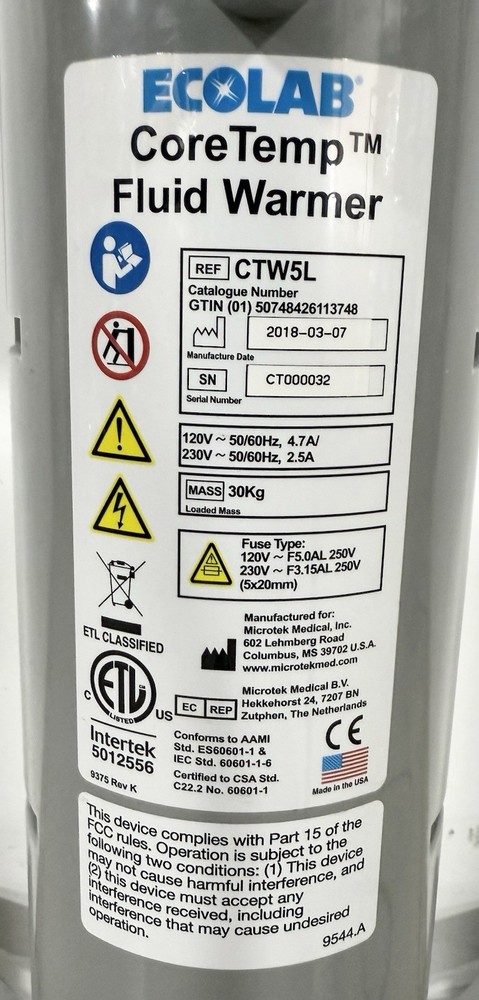 ECOLAB®
CoreTemp™
Fluid Warmer
REF CTW5L
Catalogue Number
GTIN (01) 50748426113748
2018-03-07
Manufacture Date
SN CT000032
Serial Number
120V ~ 50/60Hz, 4.7A/
230V ~ 50/60Hz, 2.5A
MASS 30Kg
Loaded Mass
Fuse Type:
120V ~ F5.0AL 250V
230V ~ F3.15AL 250V
(5x20mm)
ETL CLASSIFIED
C ETL US
LISTED
Intertek
5012556
9375 Rev K
Manufactured for:
Microtek Medical, Inc.
602 Lehmberg Road
Columbus, MS 39702 U.S.A.
www.microtekmed.com
EC REP
Microtek Medical B.V.
Hekkehorst 24, 7207 BN
Zutphen, The Netherlands
Conforms to AAMI
Std. ES60601-1 &
IEC Std. 60601-1-6
Certified to CSA Std.
C22.2 No. 60601-1
CE
Made in the USA
This device complies with Part 15 of the
FCC rules. Operation is subject to the
following two conditions: (1) This device
may not cause harmful interference, and
(2) this device must accept any
interference received, including
interference that may cause undesired
operation.
9544.A